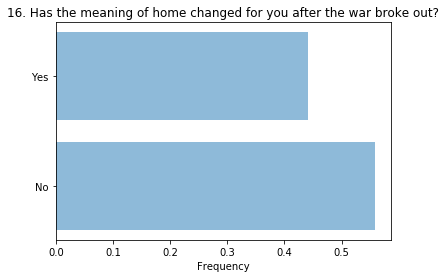 16. Has the meaning of home changed for you after the war broke out?
Yes
No
0.0 0.1 0.2 0.3 0.4 0.5
Frequency